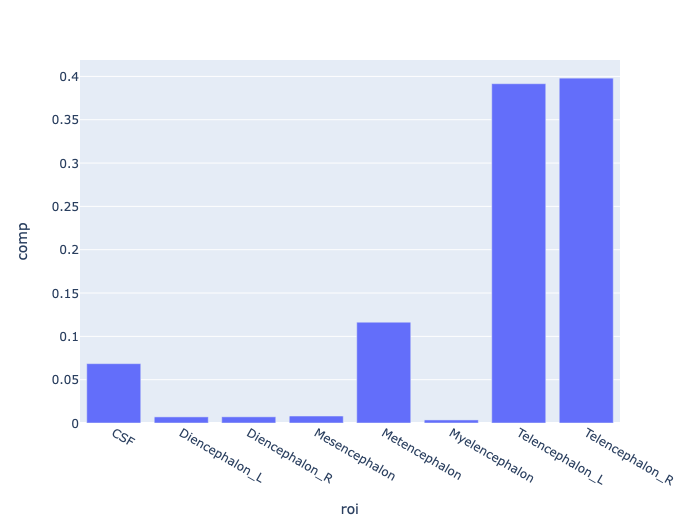 0.4
0.35
0.3
0.25
0.2
0.15
0.1
0.05
0
comp
CSF
Diencephalon_L
Diencephalon_R
Mesencephalon
Metencephalon
Myelencephalon
Telencephalon_L
Telencephalon_R
roi